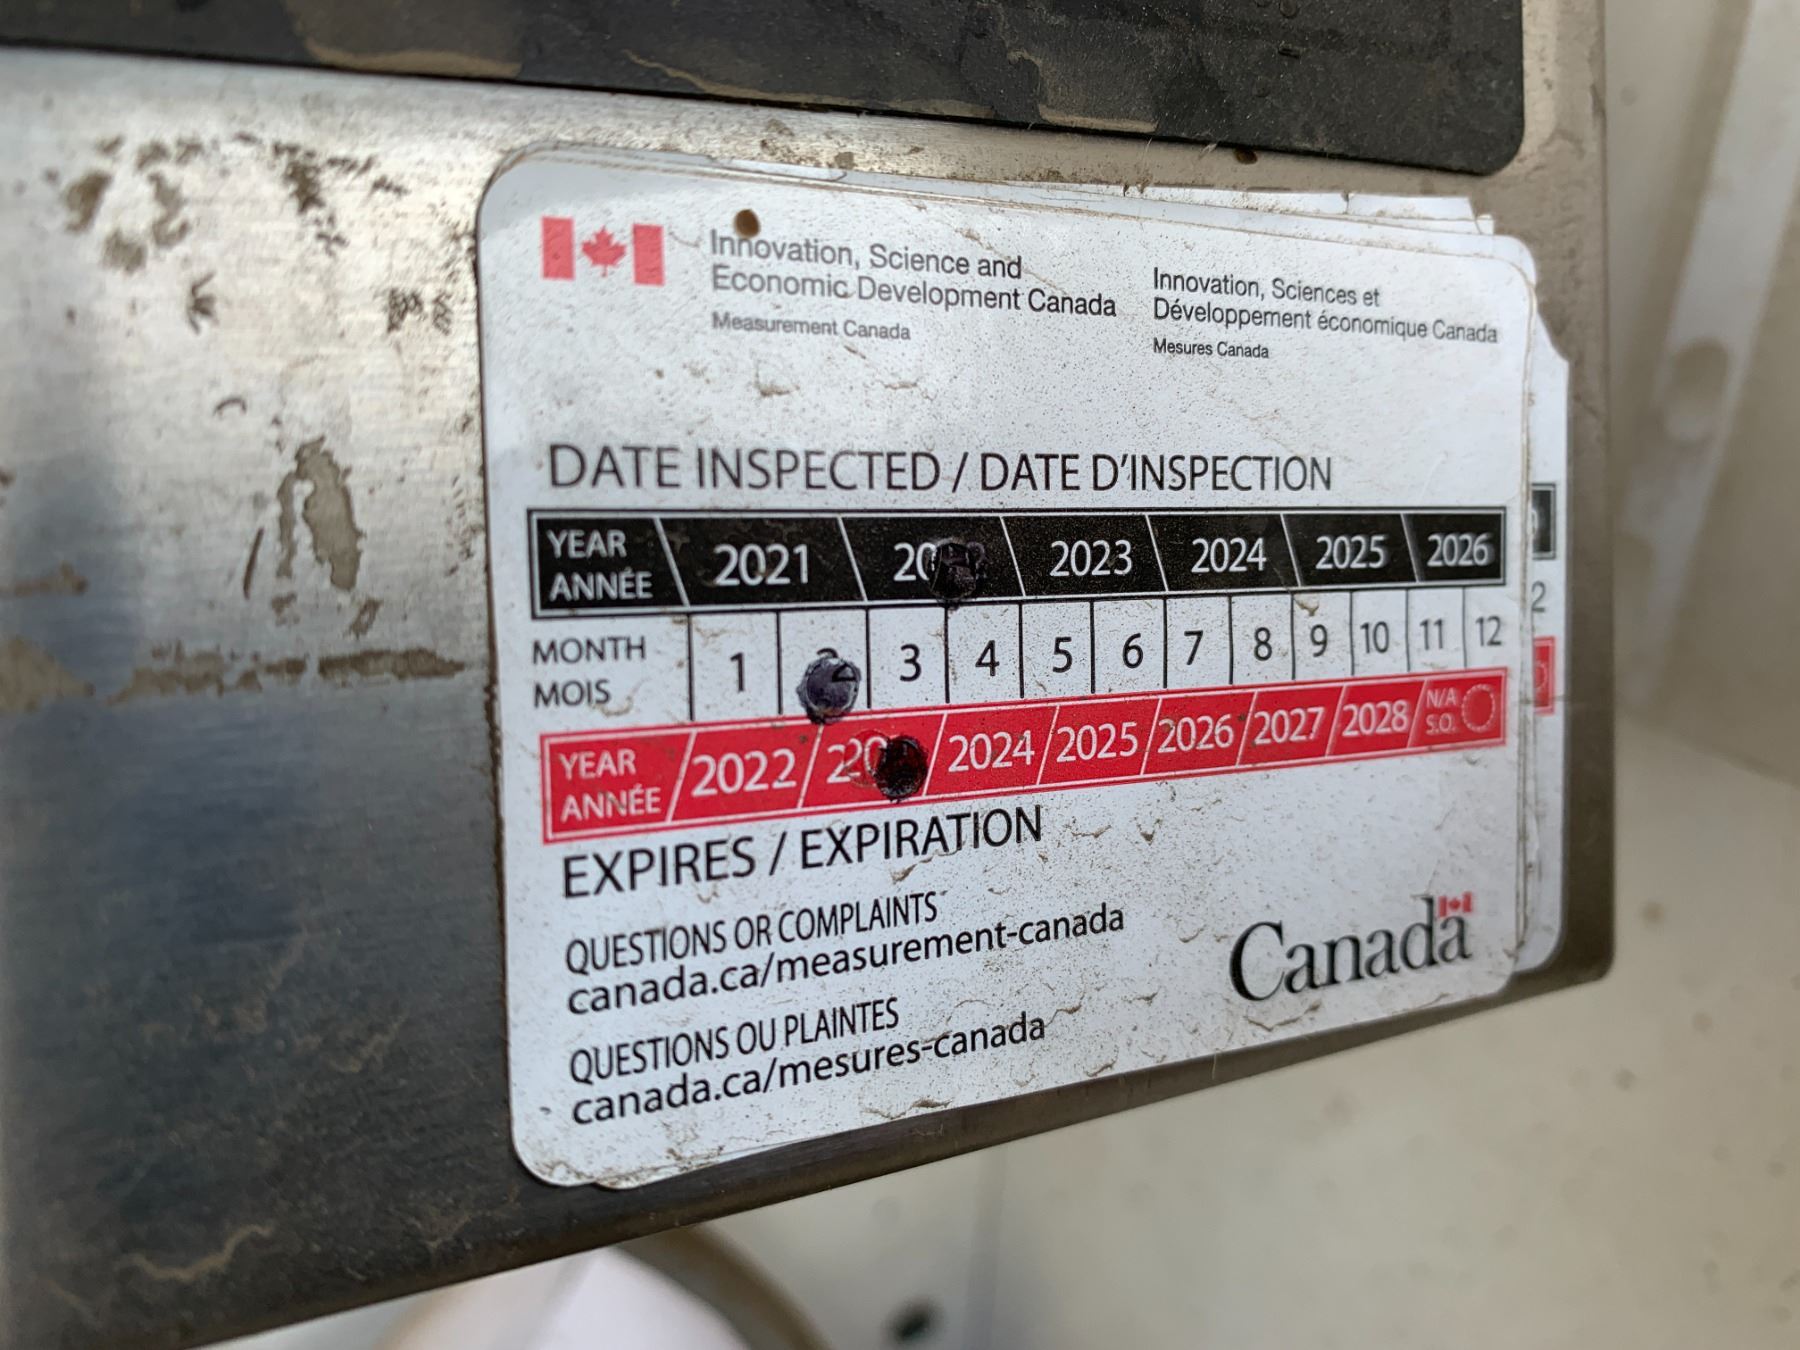 Innovation, Science and
Economic Development Canada
Measurement Canada
Innovation, Sciences et
Développement économique Canada
Mesures Canada
DATE INSPECTED / DATE D'INSPECTION
YEAR
ANNÉE
2021 2023 2024 2025 2026
MONTH
MOIS
1 2 3 4 5 6 7 8 9 10 11 12
YEAR
ANNÉE
2022 2024 2025 2026 2027 2028 N/A
S.O.
EXPIRES / EXPIRATION
QUESTIONS OR COMPLAINTS
canada.ca/measurement-canada
QUESTIONS OU PLAINTES
canada.ca/mesures-canada
Canada